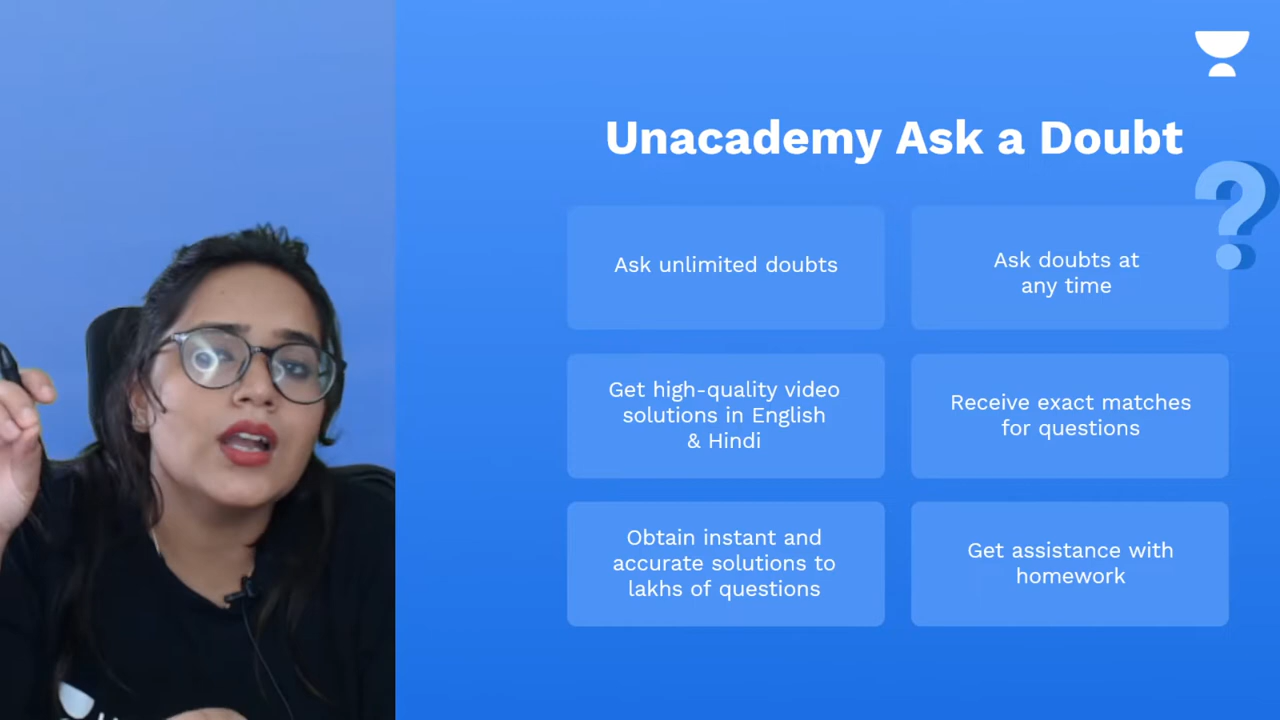 Unacademy Ask a Doubt
?
Ask unlimited doubts
Ask doubts at
any time
Get high-quality video
solutions in English
& Hindi
Receive exact matches
for questions
Obtain instant and
accurate solutions to
lakhs of questions
Get assistance with
homework